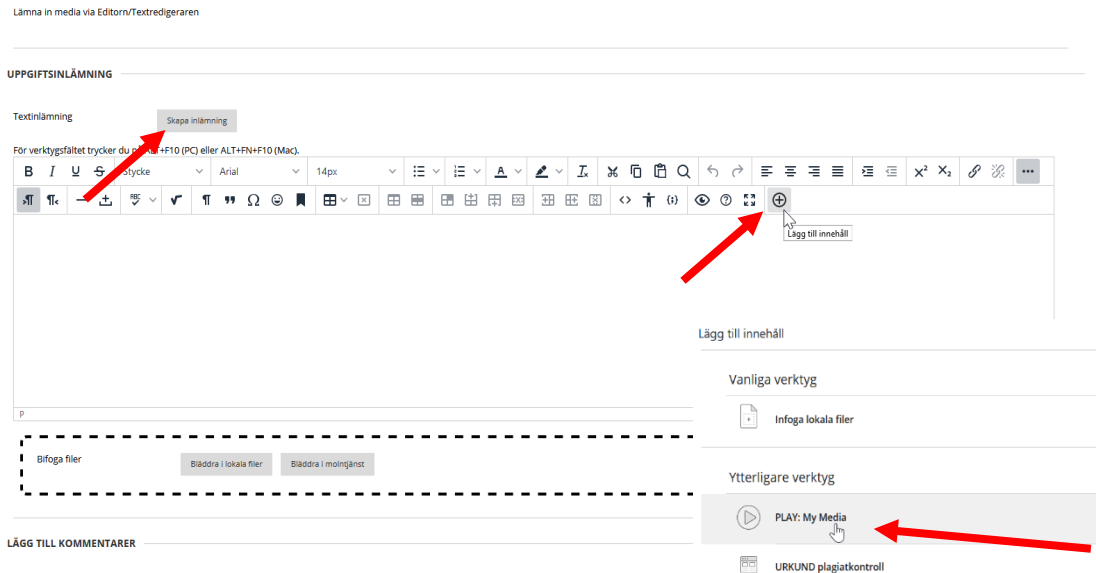 Lämna in media via Editorn/Textredigeraren
UPPGIFTSINLÄMNING
Textinlämning
Skapa inlämning
För verktygsfältet trycker du på ALT+F10 (PC) eller ALT+FN+F10 (Mac).
B I U S Stycke Arial 14px
Lägg till innehåll
P
Bifoga filer
Bläddra i lokala filer Bläddra i molntjänst
LÄGG TILL KOMMENTARER
Lägg till innehåll
Vanliga verktyg
Infoga lokala filer
Ytterligare verktyg
PLAY: My Media
URKUND plagiatkontroll